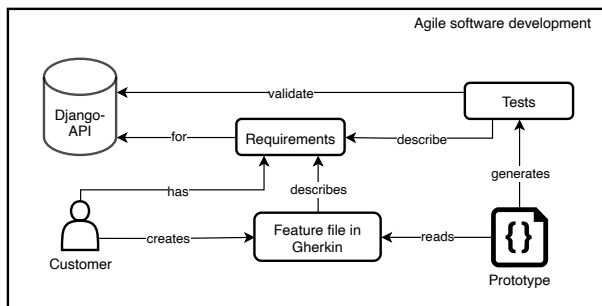 Agile software development
Django-
API
validate
Tests
for
Requirements
describe
has
describes
generates
Customer
creates
Feature file in
Gherkin
reads
{}
Prototype